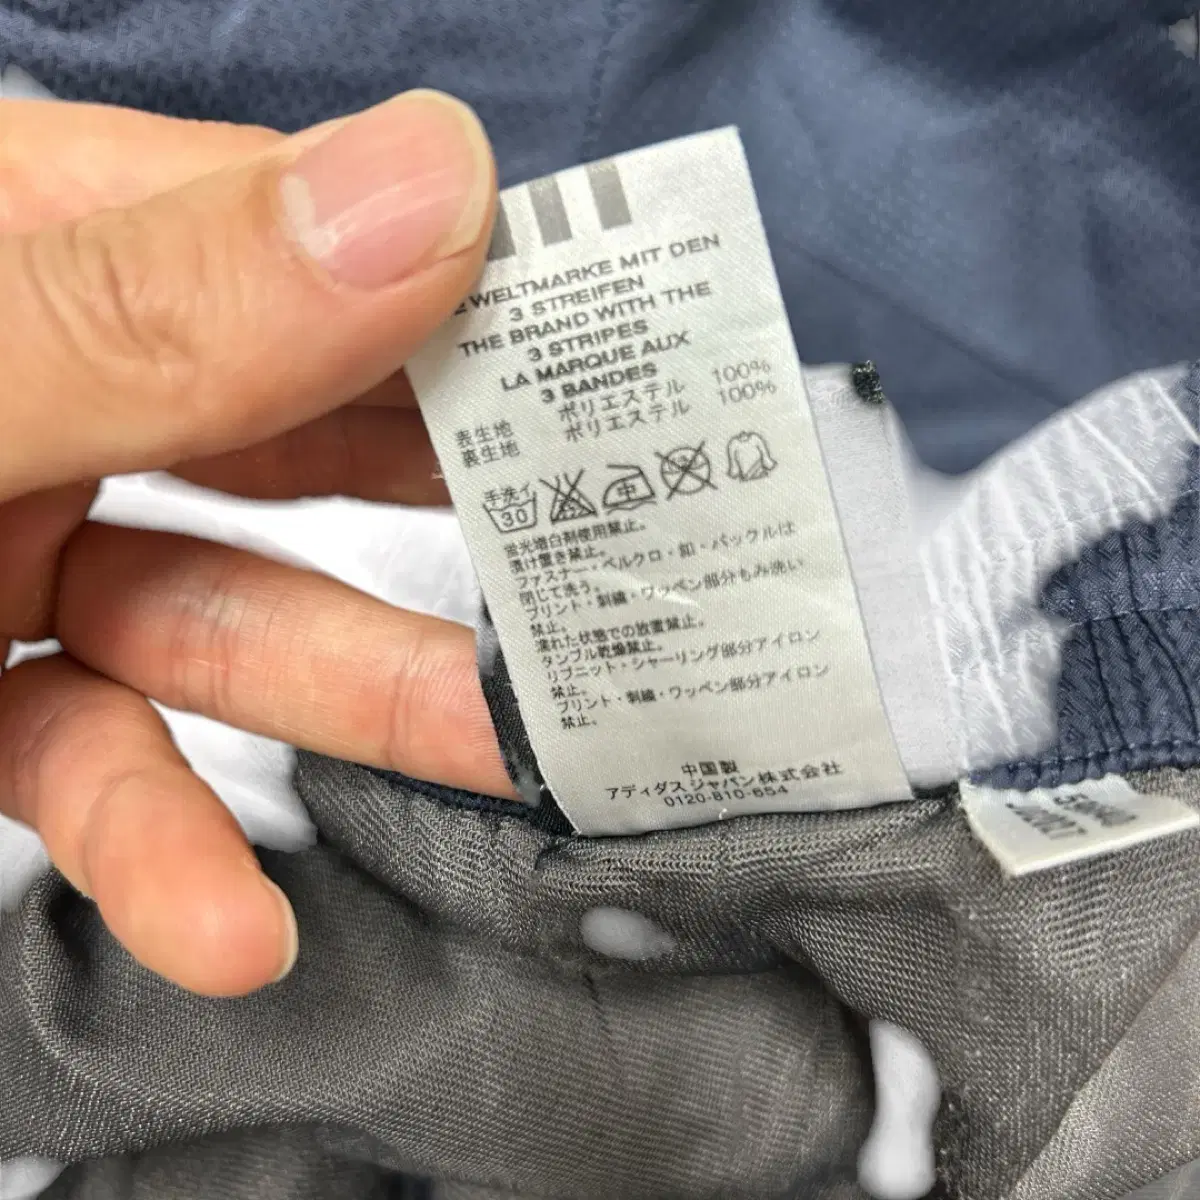 WELTMARKE MIT DEN
3 STREIFEN
THE BRAND WITH THE
3 STRIPES
LA MARQUE AUX
3 BANDES
表生地 ポリエステル 100%
裏生地 ポリエステル 100%
手洗イ
30
中
蛍光増白剤使用禁止。
漬け置き禁止。
ファスナー・ベルクロ・釦・バックルは
閉じて洗う。
プリント・刺繍・ワッペン部分もみ洗い
禁止。
濡れた状態での放置禁止。
タンブル乾燥禁止。
リブニット・シャーリング部分アイロン
禁止。
プリント・刺繍・ワッペン部分アイロン
禁止。
中国製
アディダスジャパン株式会社
0120-810-654